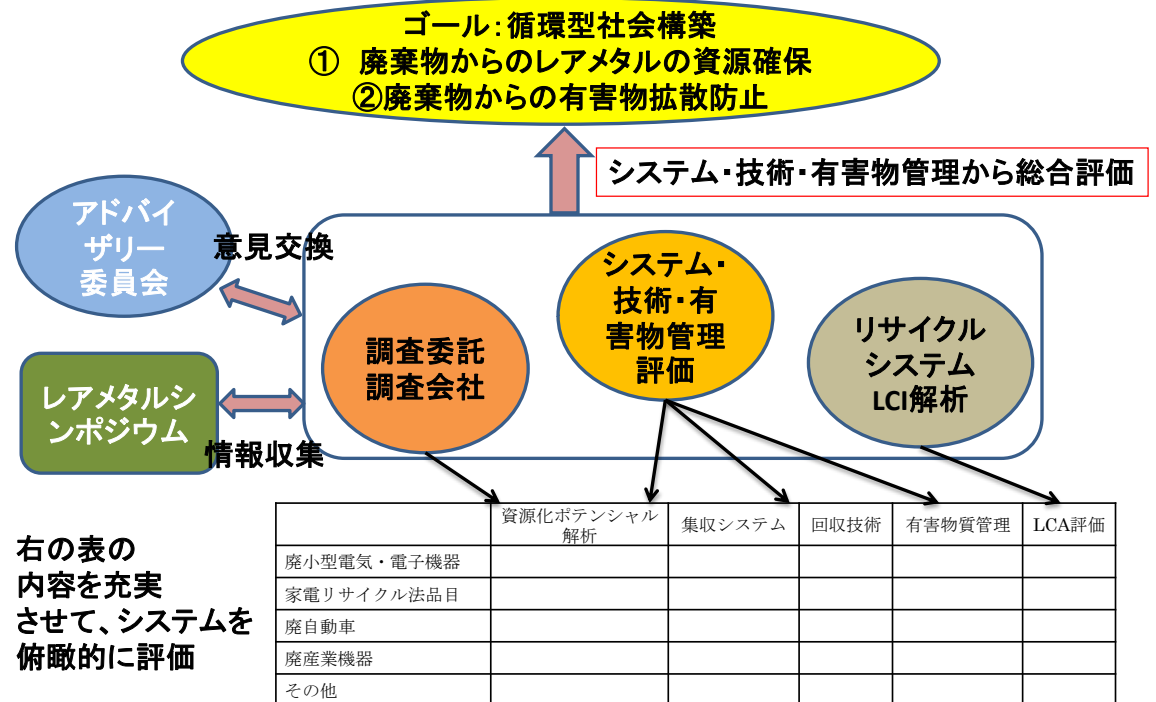 ゴール：循環型社会構築
①　廃棄物からのレアメタルの資源確保
②廃棄物からの有害物拡散防止
システム・技術・有害物管理から総合評価
アドバイ
ザリー
委員会
意見交換
システム・
技術・有
害物管理
評価
調査委託
調査会社
リサイクル
システム
LCI解析
レアメタルシ
ンポジウム
情報収集
右の表の
内容を充実
させて、システムを
俯瞰的に評価
資源化ポテンシャル
解析
集収システム
回収技術
有害物質管理
LCA評価
廃小型電気・電子機器
家電リサイクル法品目
廃自動車
廃産業機器
その他